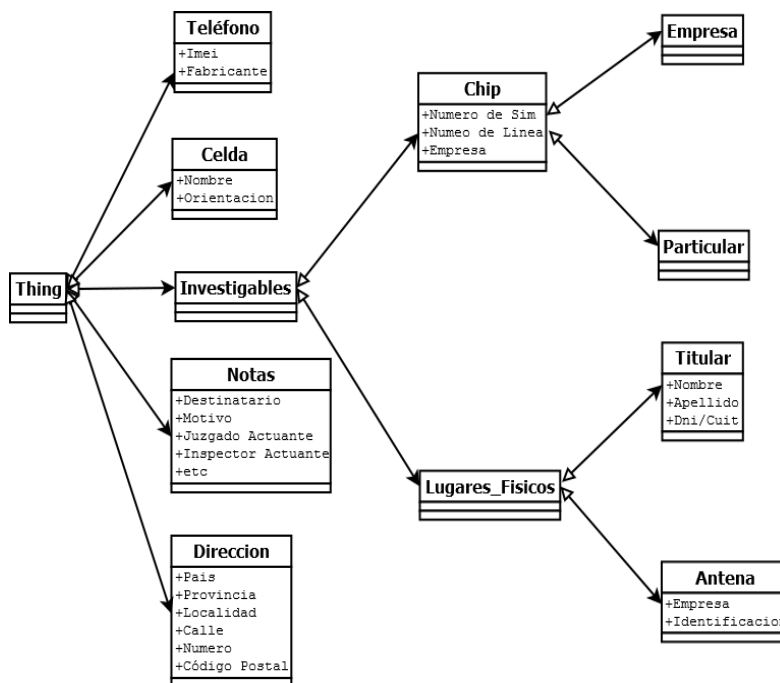 Teléfono
+Imei
+Fabricante
Celda
+Nombre
+Orientacion
Thing
Investigables
Notas
+Destinatario
+Motivo
+Juzgado Actuante
+Inspector Actuante
+etc
Direccion
+Pais
+Provincia
+Localidad
+Calle
+Numero
+Código Postal
Chip
+Numero de Sim
+Numeo de Linea
+Empresa
Lugares_Fisicos
Empresa
Particular
Titular
+Nombre
+Apellido
+Dni/Cuit
Antena
+Empresa
+Identificacion